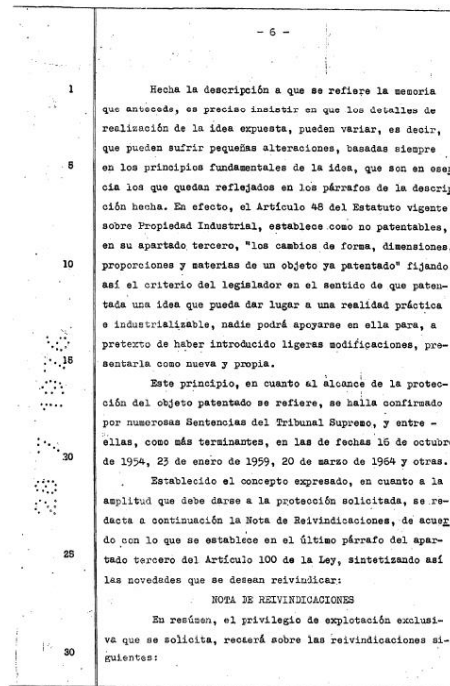 - 6 -
1 Hecha la descripción a que se refiere la memoria
que antecede, es preciso insistir en que los detalles de
realización de la idea expuesta, pueden variar, es decir,
que pueden sufrir pequeñas alteraciones, basadas siempre
5 en los principios fundamentales de la idea, que son en esen
cia los que quedan reflejados en los párrafos de la descrip
ción hecha. En efecto, el Artículo 48 del Estatuto vigente
sobre Propiedad Industrial, establece como no patentables,
en su apartado tercero, "los cambios de forma, dimensiones,
10 proporciones y materias de un objeto ya patentado" fijando
así el criterio del legislador en el sentido de que paten-
tada una idea que pueda dar lugar a una realidad práctica
e industrializable, nadie podrá apoyarse en ella para, a
pretexto de haber introducido ligeras modificaciones, pre-
15 sentarla como nueva y propia.
Este principio, en cuanto al alcance de la protec-
ción del objeto patentado se refiere, se halla confirmado
por numerosas Sentencias del Tribunal Supremo, y entre -
ellas, como más terminantes, en las de fechas 16 de octubre
20 de 1954, 23 de enero de 1959, 20 de marzo de 1964 y otras.
Establecido el concepto expresado, en cuanto a la
amplitud que debe darse a la protección solicitada, se re-
dacta a continuación la Nota de Reivindicaciones, de acuer
do con lo que se establece en el último párrafo del apar-
25 tado tercero del Artículo 100 de la Ley, sintetizando así
las novedades que se desean reivindicar:
NOTA DE REIVINDICACIONES
En resúmen, el privilegio de explotación exclusi-
va que se solicita, recaerá sobre las reivindicaciones si-
30 guientes: